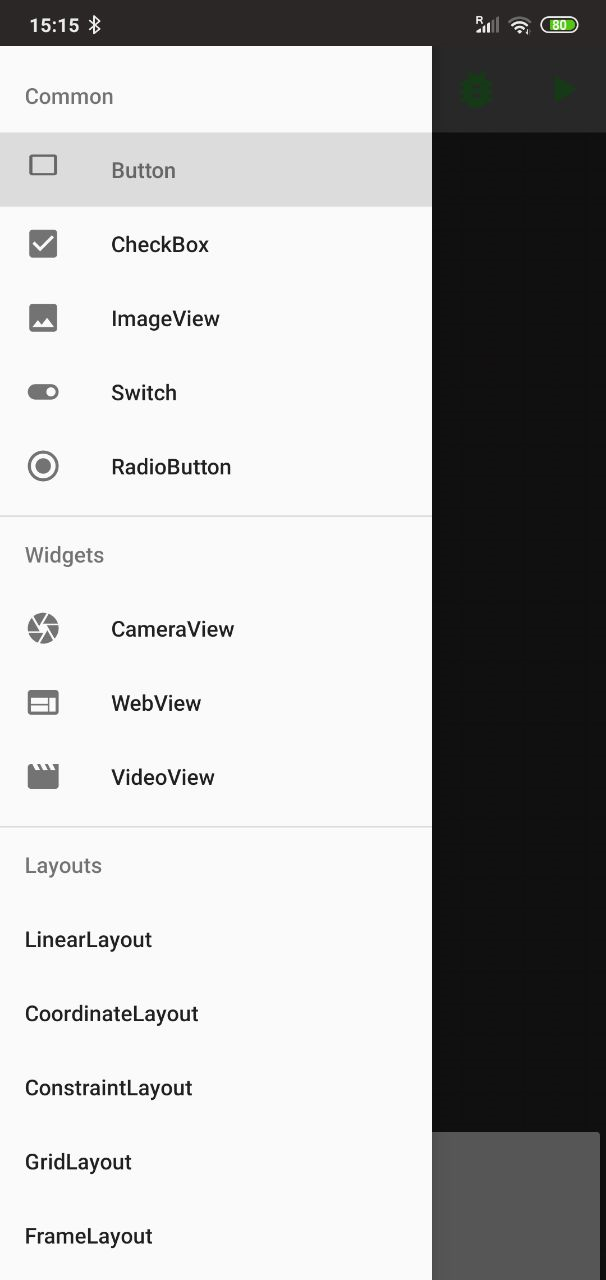 15:15
R
80
Common
Button
CheckBox
ImageView
Switch
RadioButton
Widgets
CameraView
WebView
VideoView
Layouts
LinearLayout
CoordinateLayout
ConstraintLayout
GridLayout
FrameLayout